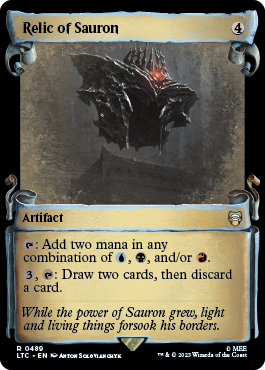 Relic of Sauron 4
Artifact
: Add two mana in any
combination of , , and/or .
3, : Draw two cards, then discard
a card.
While the power of Sauron grew, light
and living things forsook his borders.
R 0489 & MEE
LTC • EN Anton Solovianchyk ™ & © 2023 Wizards of the Coast